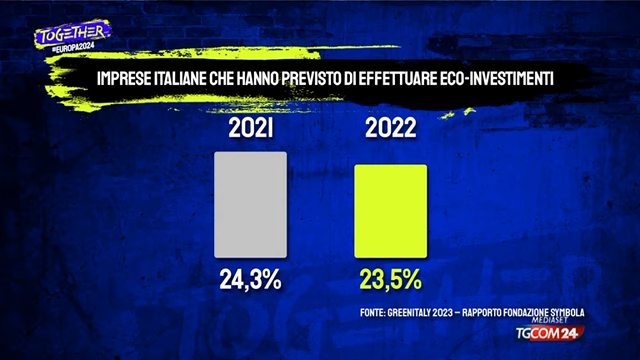 TOGETHER
#EUROPA2024
IMPRESE ITALIANE CHE HANNO PREVISTO DI EFFETTUARE ECO-INVESTIMENTI
2021 2022
24,3% 23,5%
FONTE: GREENITALY 2023 – RAPPORTO FONDAZIONE SYMBOLA
MEDIASET
TGCOM24